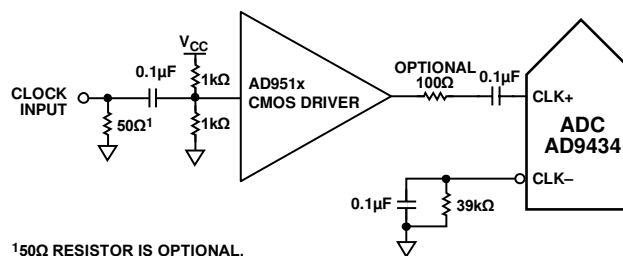 V_CC
0.1µF
1kΩ
CLOCK
INPUT
50Ω¹
1kΩ
AD951x
CMOS DRIVER
OPTIONAL
100Ω
0.1µF
CLK+
ADC
AD9434
CLK–
0.1µF
39kΩ
¹50Ω RESISTOR IS OPTIONAL.